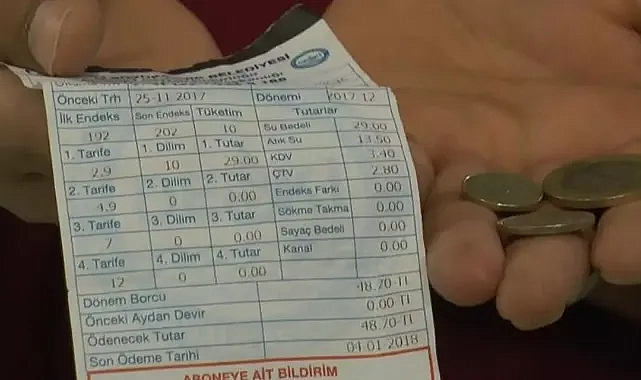 BELEDİYESİ
Önceki Trh 25-11-2017 Dönemi 2017 12
İlk Endeks Son Endeks Tüketim Tutarlar
192 202 10 Su Bedeli 29.00
1. Tarife 1. Dilim 1. Tutar Atık Su 13.50
2.9 10 29.00 KDV 3.40
2. Tarife 2. Dilim 2. Tutar ÇTV 2.80
4.9 0 0.00 Endeks Farkı 0.00
3. Tarife 3. Dilim 3. Tutar Sökme Takma 0.00
7 0 0.00 Sayaç Bedeli 0.00
4. Tarife 4. Dilim 4. Tutar Kanal 0.00
12 0 0.00
Dönem Borcu 48.70 Tl
Önceki Aydan Devir 0.00 Tl
Ödenecek Tutar 48.70 Tl
Son Ödeme Tarihi 04.01.2018
ABONEYE AİT BİLDİRİM